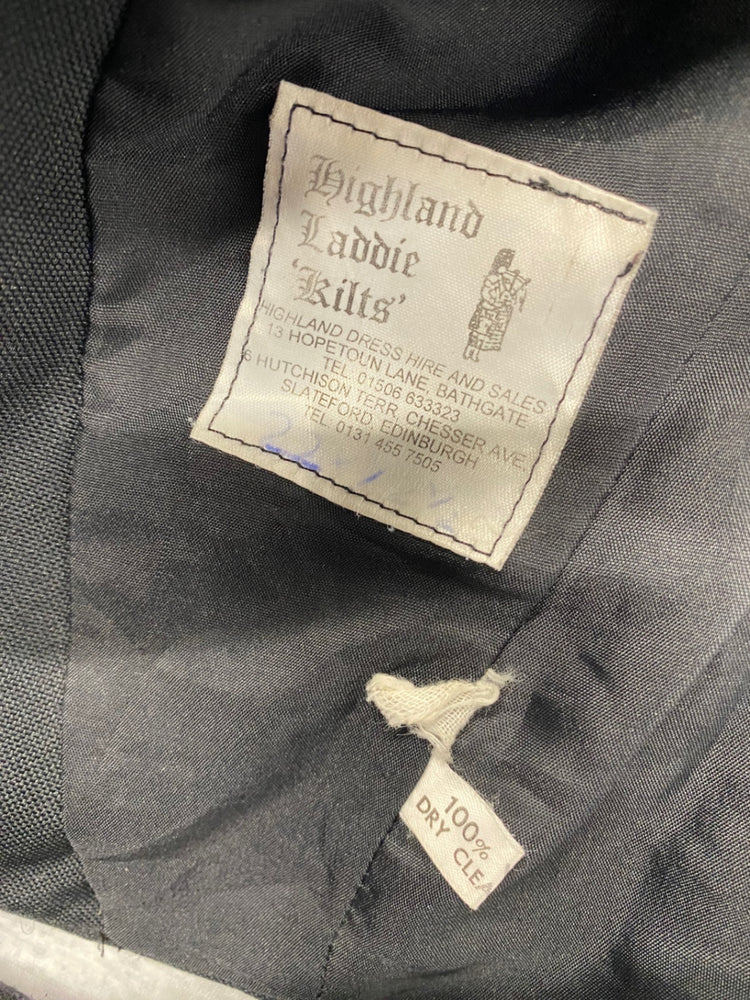 Highland
Laddie
'Kilts'
HIGHLAND DRESS HIRE AND SALES
13 HOPETOUN LANE, BATHGATE
TEL. 01506 633323
6 HUTCHISON TERR, CHESSER AVE,
SLATEFORD, EDINBURGH
TEL. 0131 455 7505
100%
DRY CLEA